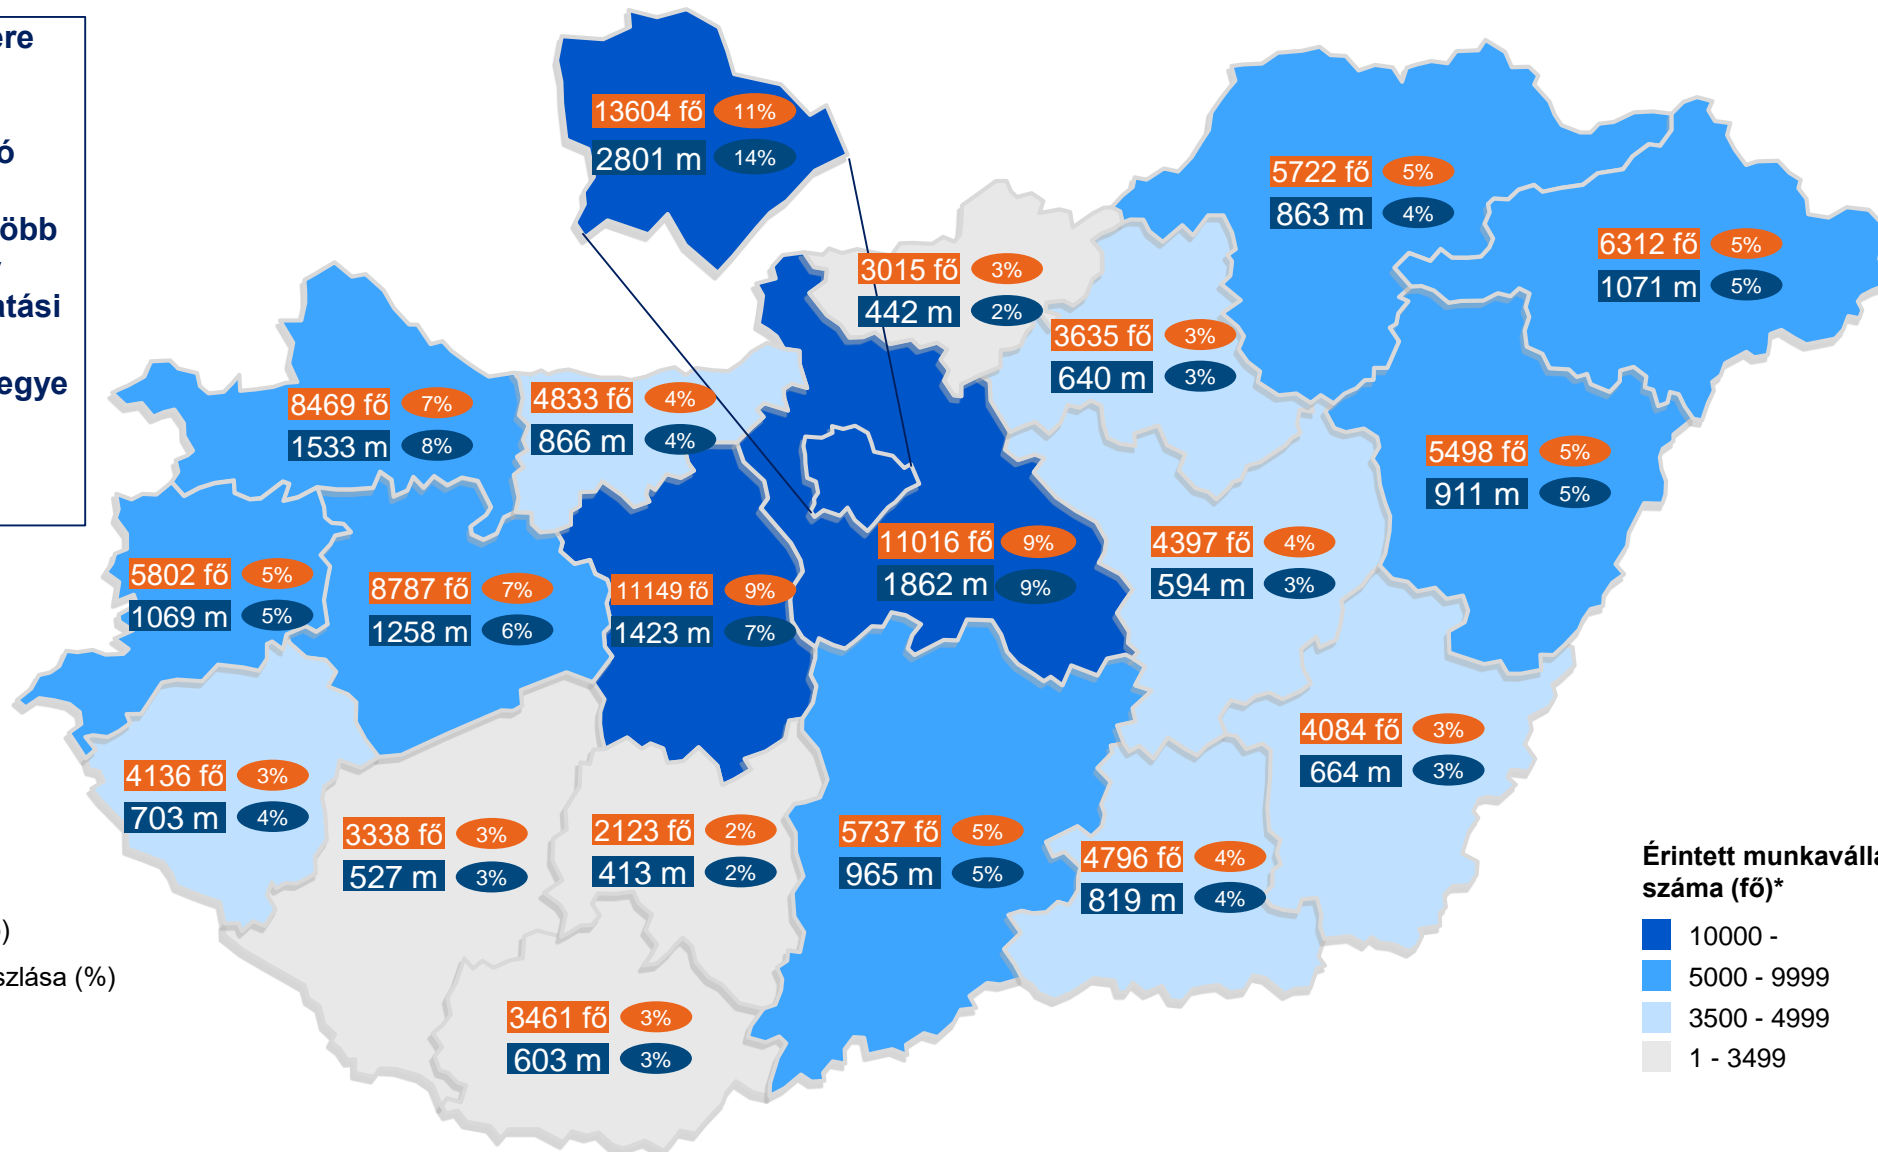 ó
öbb
atási
egye
13604 fő 11%
2801 m 14%
5722 fő 5%
863 m 4%
6312 fő 5%
1071 m 5%
3015 fő 3%
442 m 2%
3635 fő 3%
640 m 3%
8469 fő 7%
1533 m 8%
4833 fő 4%
866 m 4%
5498 fő 5%
911 m 5%
11016 fő 9%
1862 m 9%
4397 fő 4%
594 m 3%
5802 fő 5%
1069 m 5%
8787 fő 7%
1258 m 6%
11149 fő 9%
1423 m 7%
4084 fő 3%
664 m 3%
4136 fő 3%
703 m 4%
3338 fő 3%
527 m 3%
2123 fő 2%
413 m 2%
5737 fő 5%
965 m 5%
4796 fő 4%
819 m 4%
3461 fő 3%
603 m 3%
)
szlása (%)
Érintett munkaválla
száma (fő)*
10000 -
5000 - 9999
3500 - 4999
1 - 3499